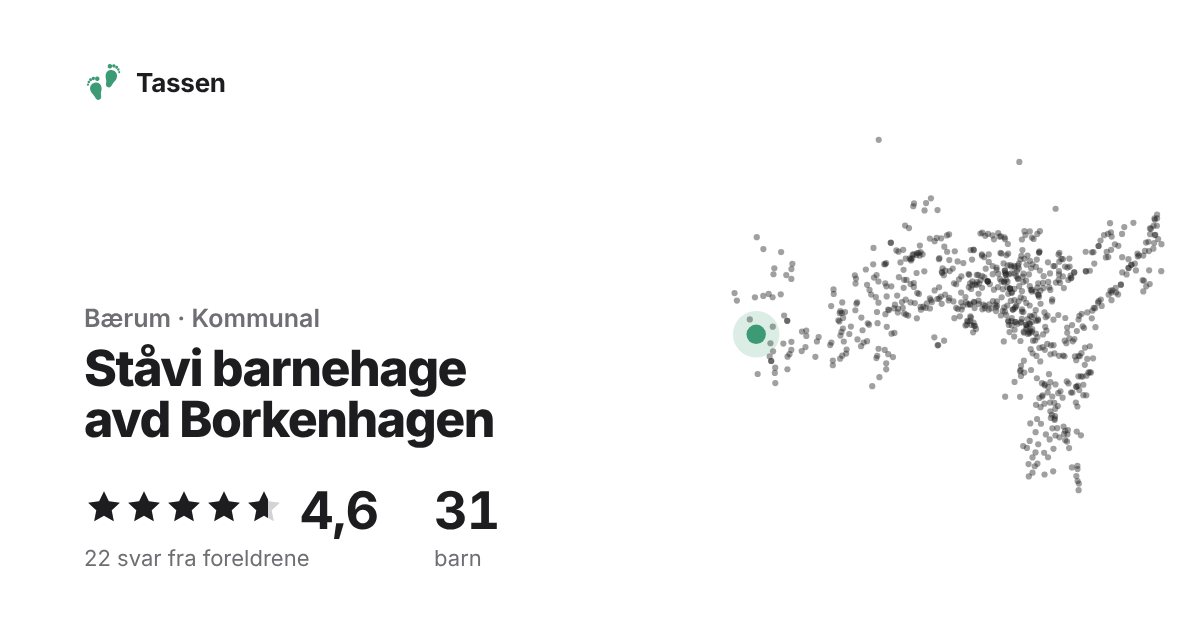 Tassen
Bærum · Kommunal
Ståvi barnehage
avd Borkenhagen
4,6
31
22 svar fra foreldrene
barn